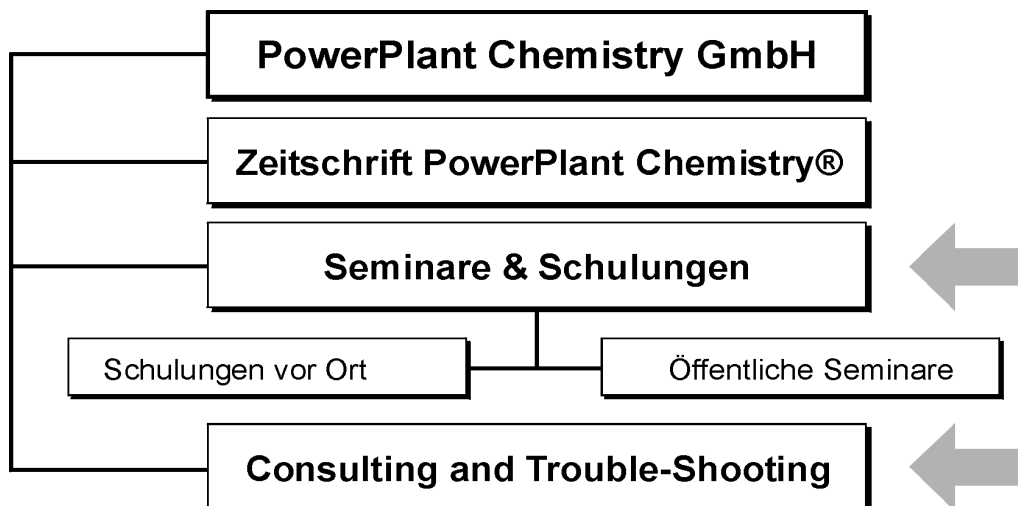 PowerPlant Chemistry GmbH
Zeitschrift PowerPlant Chemistry®
Seminare & Schulungen
Schulungen vor Ort
Öffentliche Seminare
Consulting and Trouble-Shooting